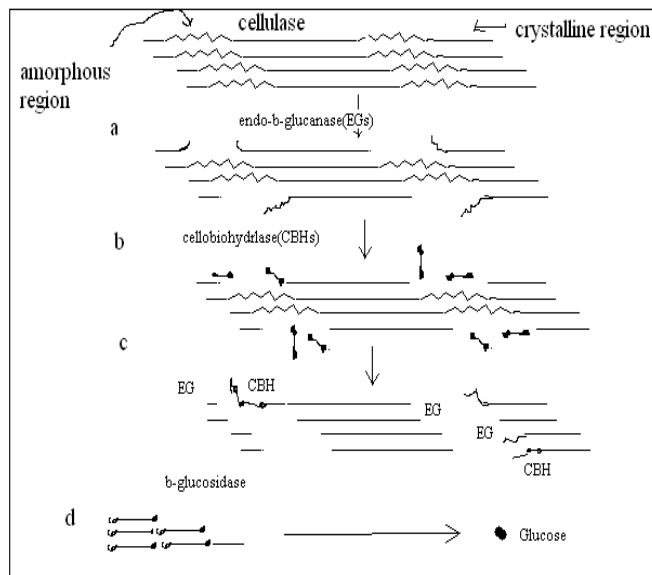 cellulase
crystalline region
amorphous
region
a
endo-b-glucanase(EGs)
b
cellobiohydrlase(CBHs)
c
EG
CBH
EG
EG
CBH
b-glucosidase
d
Glucose